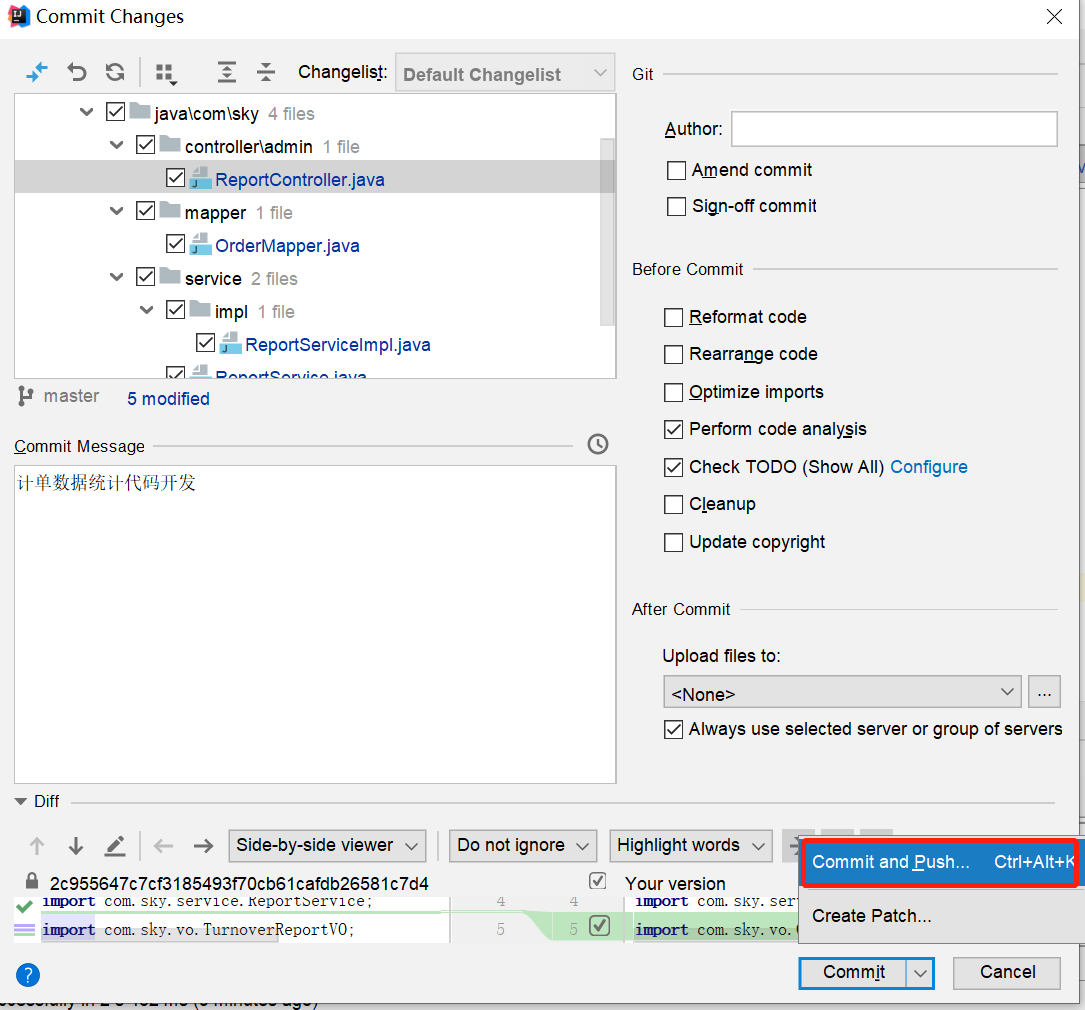 Commit Changes
Changelist: Default Changelist
java\com\sky 4 files
controller\admin 1 file
ReportController.java
mapper 1 file
OrderMapper.java
service 2 files
impl 1 file
ReportServiceImpl.java
ReportService.java
master 5 modified
Commit Message
计单数据统计代码开发
Git
Author:
Amend commit
Sign-off commit
Before Commit
Reformat code
Rearrange code
Optimize imports
Perform code analysis
Check TODO (Show All) Configure
Cleanup
Update copyright
After Commit
Upload files to:
<None> ...
Always use selected server or group of servers
Diff
Side-by-side viewer Do not ignore Highlight words
Commit and Push... Ctrl+Alt+K
Create Patch...
2c955647c7cf3185493f70cb61cafdb26581c7d4 Your version
import com.sky.service.ReportService; 4 4 import com.sky.ser
import com.sky.vo.TurnoverReportVO; 5 5 import com.sky.vo.
? Commit Cancel